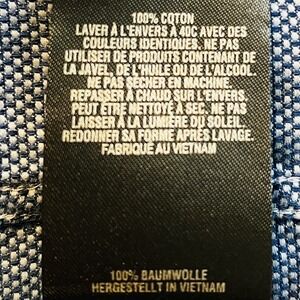 100% COTON
LAVER À L'ENVERS À 40C AVEC DES
COULEURS IDENTIQUES. NE PAS
UTILISER DE PRODUITS CONTENANT DE
LA JAVEL, DE L'HUILE OU DE L'ALCOOL.
NE PAS SÉCHER EN MACHINE.
REPASSER À CHAUD SUR L'ENVERS.
PEUT ÊTRE NETTOYÉ À SEC. NE PAS
LAISSER À LA LUMIÈRE DU SOLEIL.
REDONNER SA FORME APRÈS LAVAGE.
FABRIQUE AU VIETNAM
100% BAUMWOLLE
HERGESTELLT IN VIETNAM